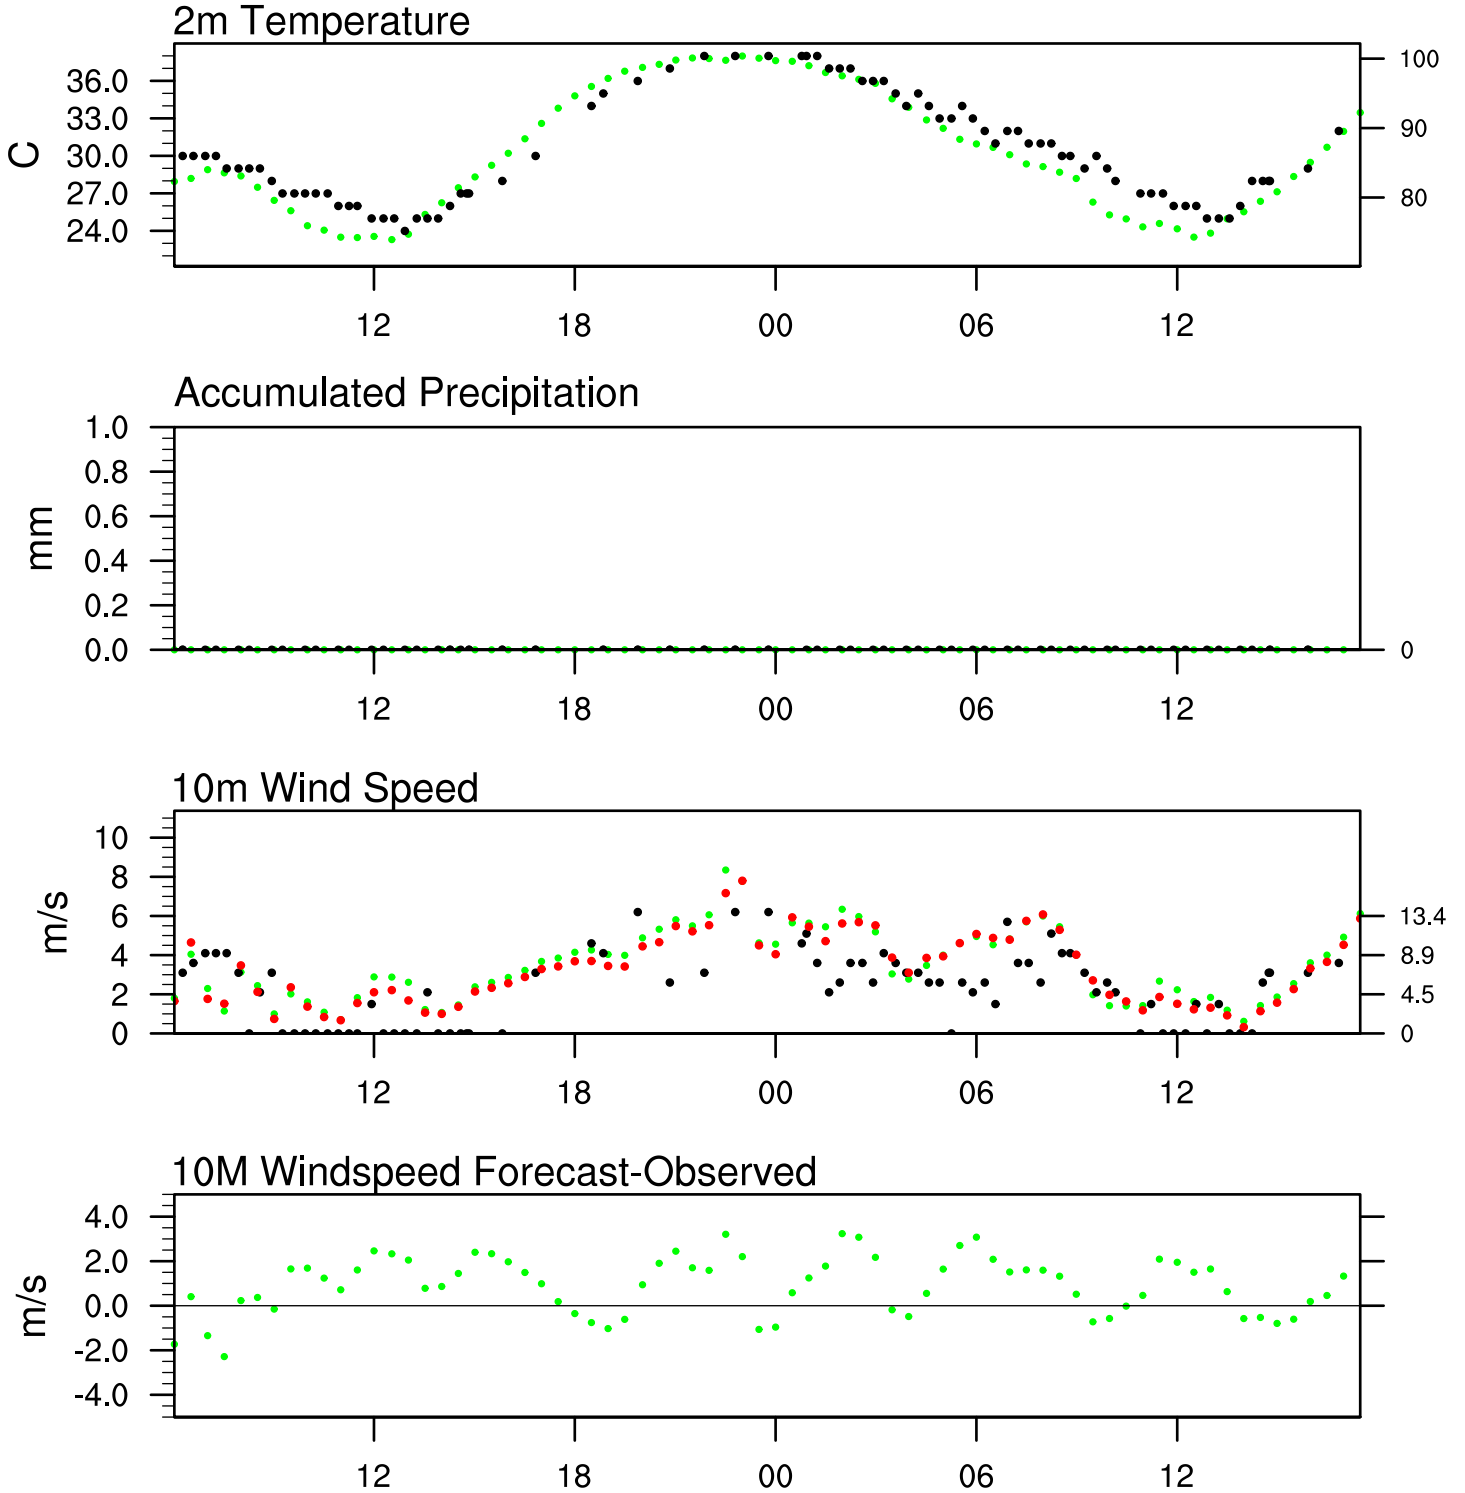 2m Temperature
36.0
33.0
30.0
27.0
24.0
C
100
90
80
12 18 00 06 12
Accumulated Precipitation
1.0
0.8
0.6
0.4
0.2
0.0
mm
0
12 18 00 06 12
10m Wind Speed
10
8
6
4
2
0
m/s
13.4
8.9
4.5
0
12 18 00 06 12
10M Windspeed Forecast-Observed
4.0
2.0
0.0
-2.0
-4.0
m/s
12 18 00 06 12